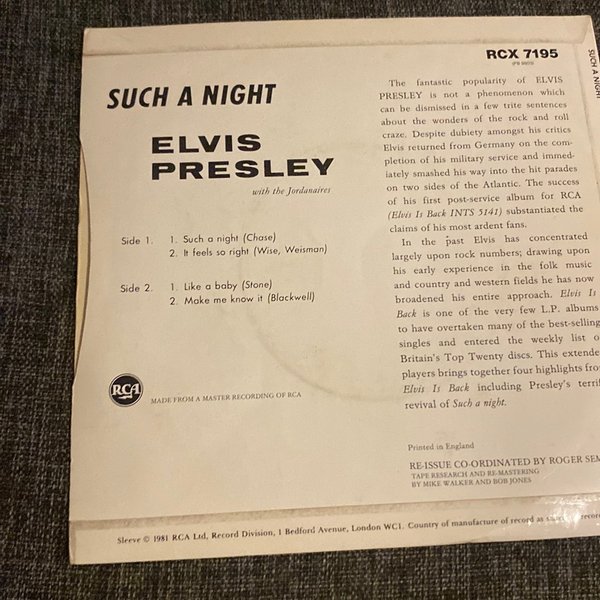 RCX 7195
SUCH A NIGHT
ELVIS
PRESLEY
with the Jordanaires
Side 1. 1. Such a night (Chase)
2. It feels so right (Wise, Weisman)
Side 2. 1. Like a baby (Stone)
2. Make me know it (Blackwell)
RCA
MADE FROM A MASTER RECORDING OF RCA
The fantastic popularity of ELVIS
PRESLEY is not a phenomenon which
can be dismissed in a few trite sentences
about the wonders of the rock and roll
craze. Despite dubiety amongst his critics
Elvis returned from Germany on the com-
pletion of his military service and immed-
iately smashed his way into the hit parades
on two sides of the Atlantic. The success
of his first post-service album for RCA
(Elvis Is Back INTS 5141) substantiated the
claims of his most ardent fans.
In the past Elvis has concentrated
largely upon rock numbers; drawing upon
his early experience in the folk music
and country and western fields he has now
broadened his entire approach. Elvis Is
Back is one of the very few L.P. albums
to have overtaken many of the best-selling
singles and entered the weekly list o
Britain's Top Twenty discs. This extende
players brings together four highlights fro
Elvis Is Back including Presley's terrif
revival of Such a night.
Printed in England
RE-ISSUE CO-ORDINATED BY ROGER SEM
TAPE RESEARCH AND RE-MASTERING
BY MIKE WALKER AND BOB JONES
Sleeve © 1981 RCA Ltd, Record Division, 1 Bedford Avenue, London WC1. Country of manufacture of record as stated on record
SUCH A NIGHT